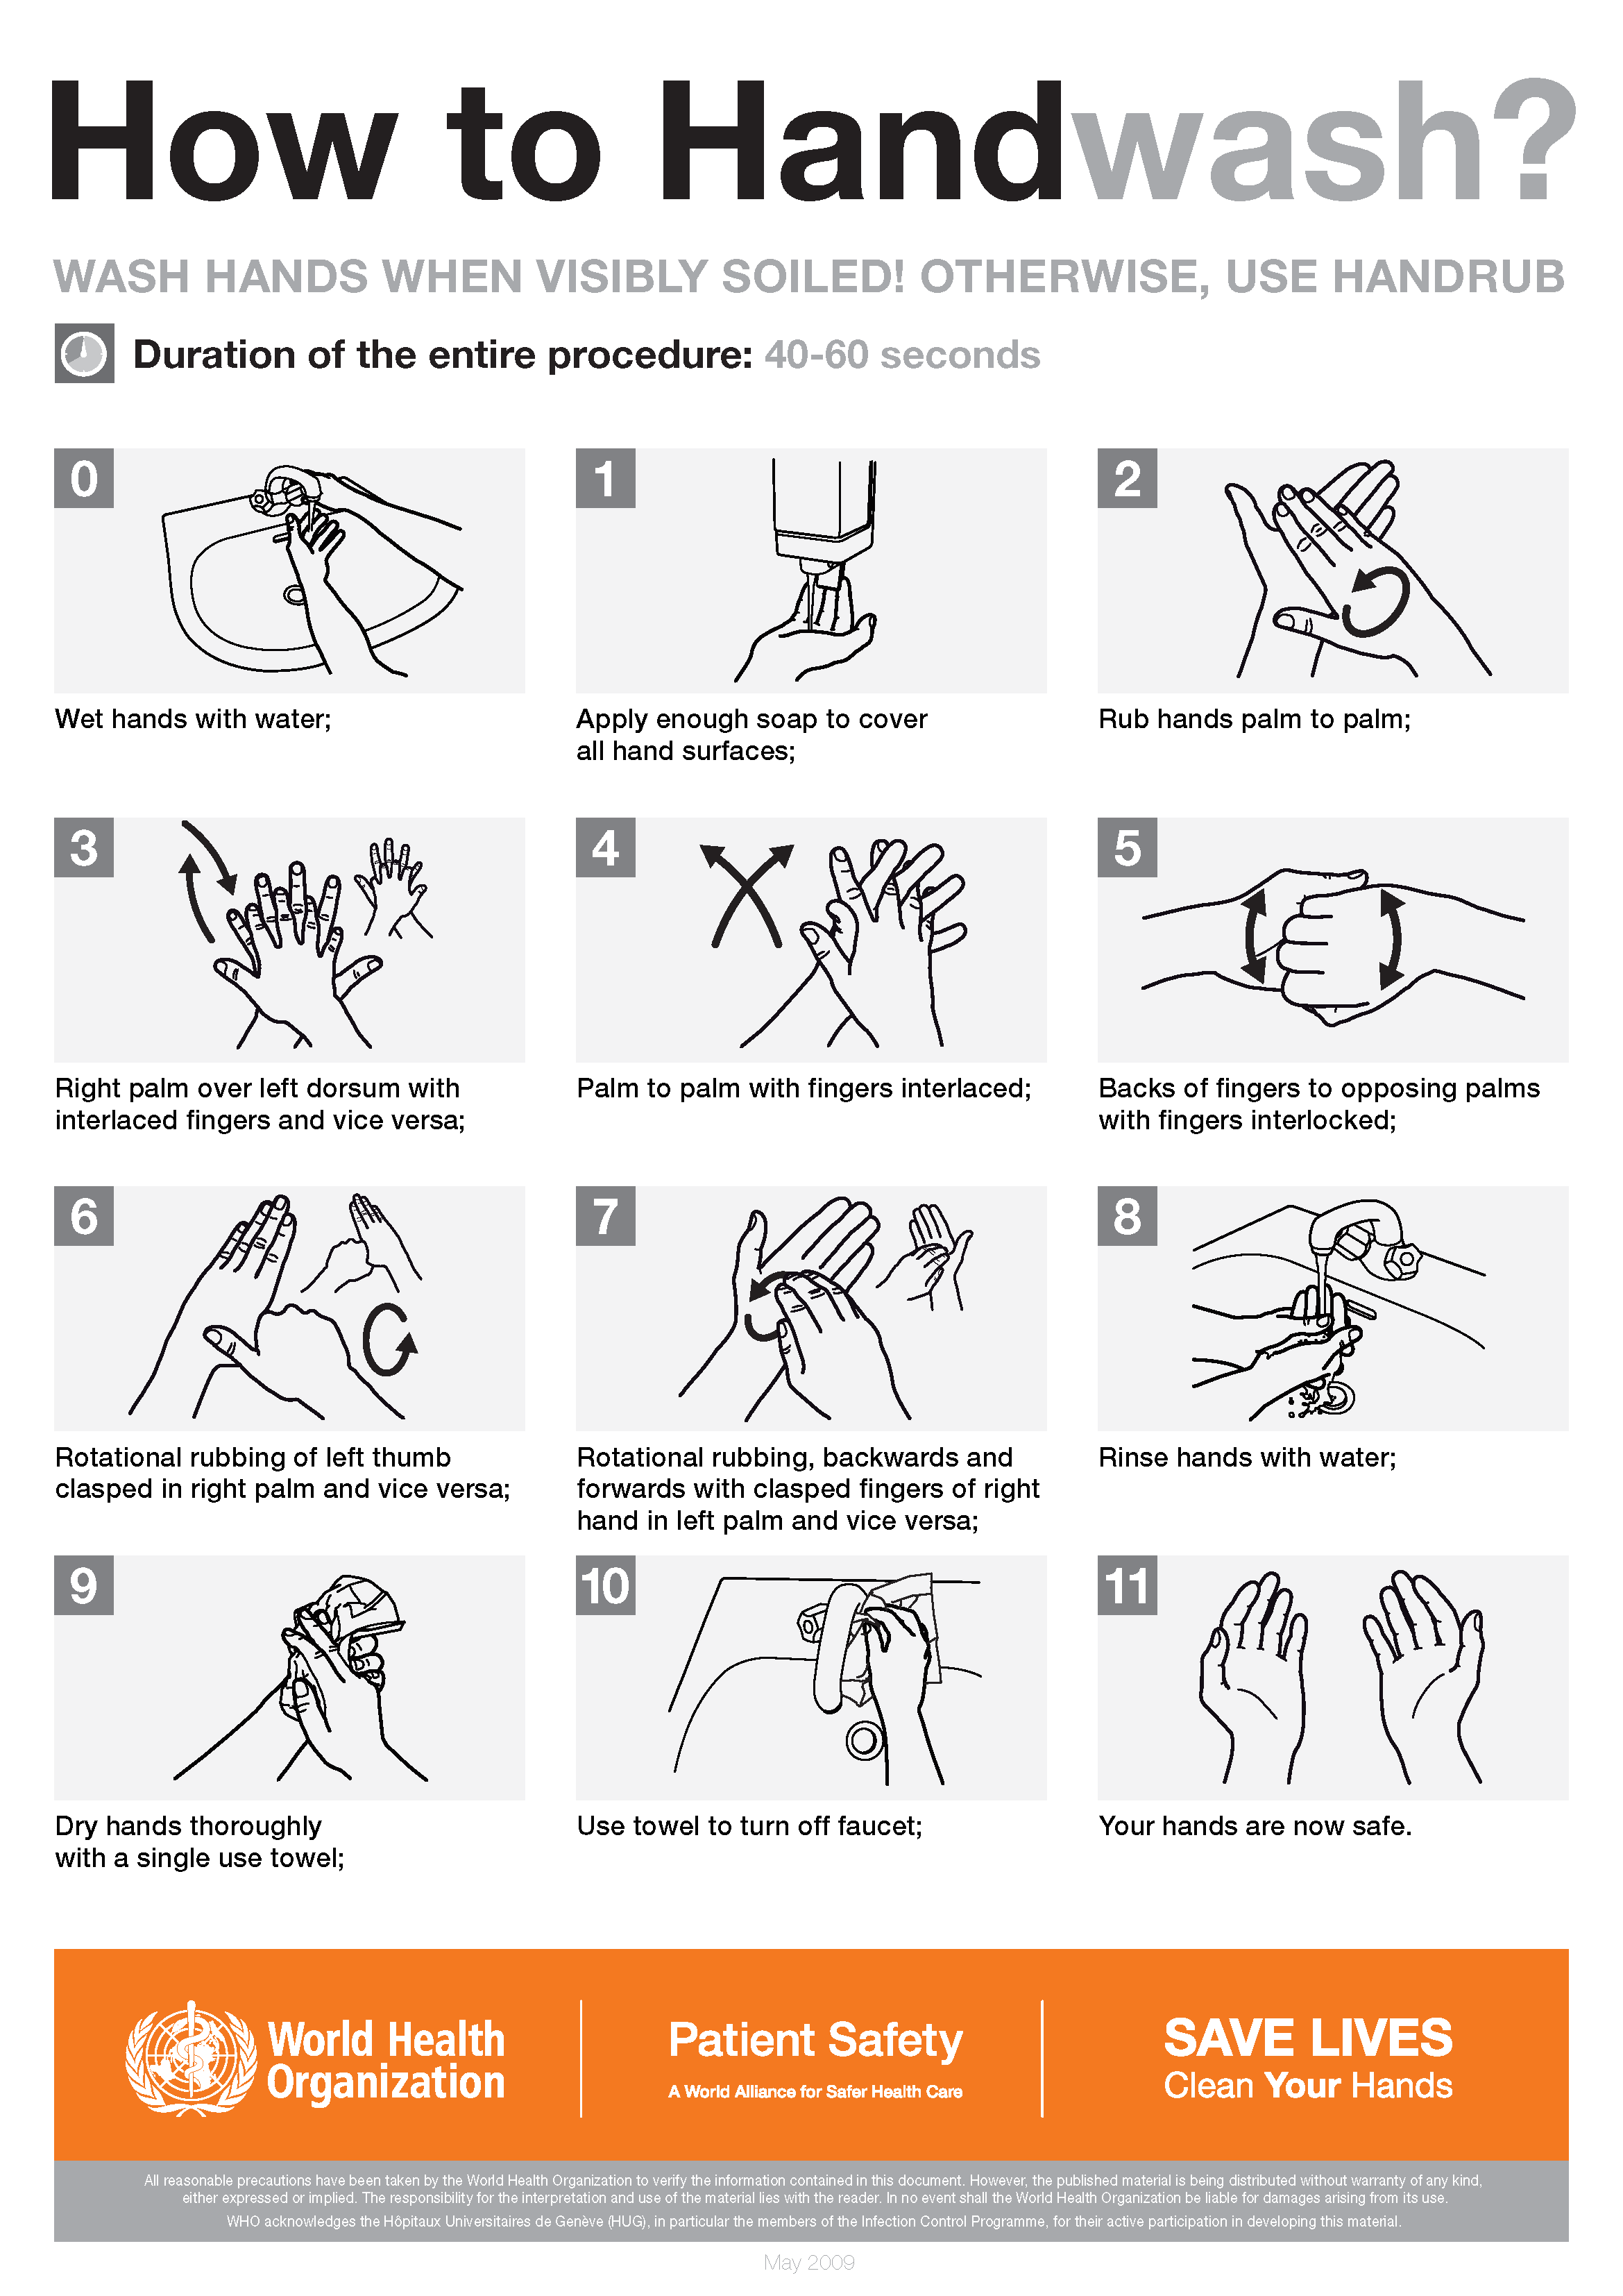 How to Handwash?
WASH HANDS WHEN VISIBLY SOILED! OTHERWISE, USE HANDRUB
Duration of the entire procedure: 40-60 seconds
0
Wet hands with water;
1
Apply enough soap to cover
all hand surfaces;
2
Rub hands palm to palm;
3
Right palm over left dorsum with
interlaced fingers and vice versa;
4
Palm to palm with fingers interlaced;
5
Backs of fingers to opposing palms
with fingers interlocked;
6
Rotational rubbing of left thumb
clasped in right palm and vice versa;
7
Rotational rubbing, backwards and
forwards with clasped fingers of right
hand in left palm and vice versa;
8
Rinse hands with water;
9
Dry hands thoroughly
with a single use towel;
10
Use towel to turn off faucet;
11
Your hands are now safe.
World Health
Organization
Patient Safety
A World Alliance for Safer Health Care
SAVE LIVES
Clean Your Hands
All reasonable precautions have been taken by the World Health Organization to verify the information contained in this document. However, the published material is being distributed without warranty of any kind,
either expressed or implied. The responsibility for the interpretation and use of the material lies with the reader. In no event shall the World Health Organization be liable for damages arising from its use.
WHO acknowledges the Hôpitaux Universitaires de Genève (HUG), in particular the members of the Infection Control Programme, for their active participation in developing this material.
May 2009